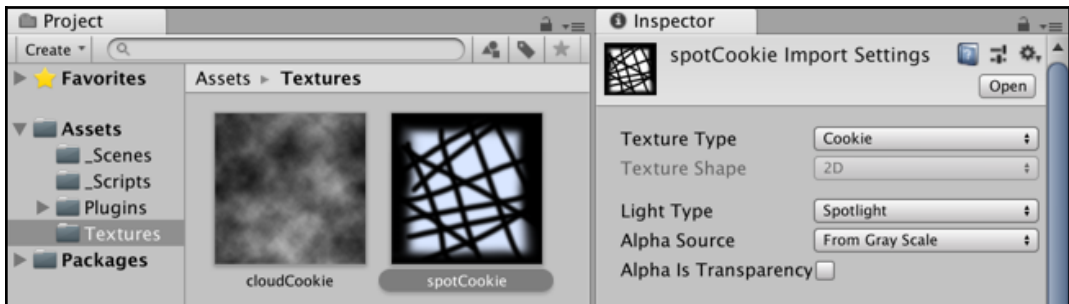 Project
Create
Favorites
Assets
_Scenes
_Scripts
Plugins
Textures
Packages
Assets ▸ Textures
cloudCookie
spotCookie
Inspector
spotCookie Import Settings
Open
Texture Type Cookie
Texture Shape 2D
Light Type Spotlight
Alpha Source From Gray Scale
Alpha Is Transparency